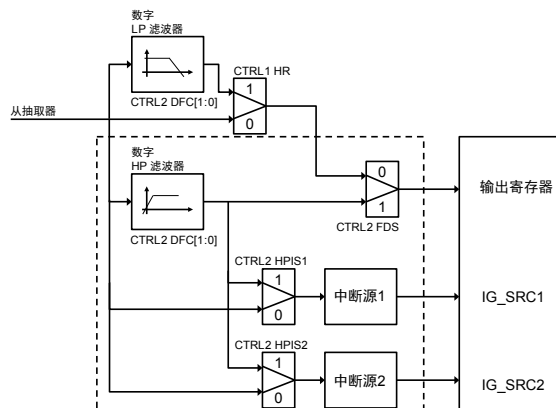 数字
LP 滤波器
CTRL2 DFC[1:0]
CTRL1 HR
1
0
从抽取器
数字
HP 滤波器
CTRL2 DFC[1:0]
0
1
CTRL2 FDS
输出寄存器
CTRL2 HPIS1
1
0
中断源1
IG_SRC1
CTRL2 HPIS2
1
0
中断源2
IG_SRC2